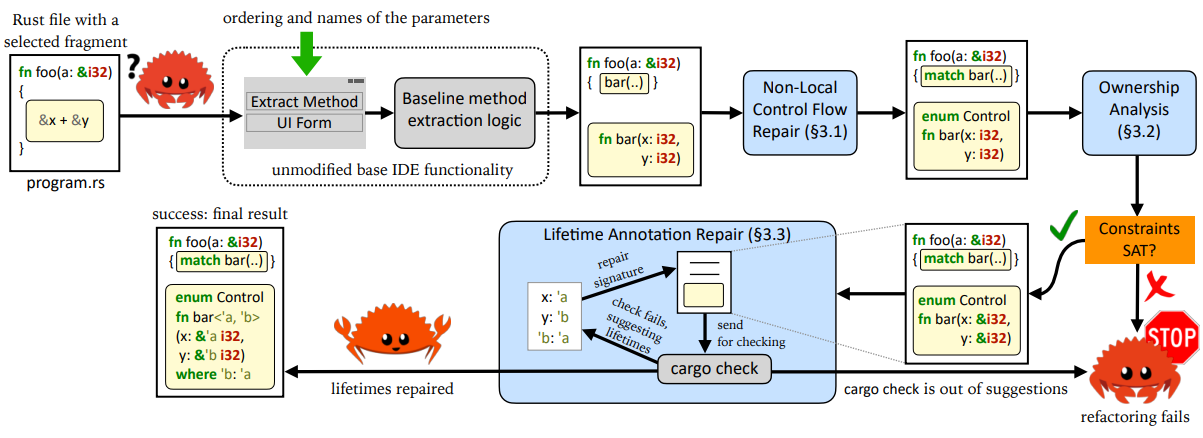 Rust file with a
selected fragment
fn foo(a: &i32)
{
&x + &y
}
program.rs
?
ordering and names of the parameters
Extract Method
UI Form
Baseline method
extraction logic
unmodified base IDE functionality
fn foo(a: &i32)
{ bar(..) }
fn bar(x: i32,
y: i32)
Non-Local
Control Flow
Repair (§3.1)
fn foo(a: &i32)
{ match bar(..) }
enum Control
fn bar(x: i32,
y: i32)
Ownership
Analysis
(§3.2)
Constraints
SAT?
STOP
refactoring fails
fn foo(a: &i32)
{ match bar(..) }
enum Control
fn bar(x: &i32,
y: &i32)
Lifetime Annotation Repair (§3.3)
repair
signature
x: 'a
y: 'b
'b: 'a
check fails,
suggesting
lifetimes
send
for checking
cargo check
cargo check is out of suggestions
lifetimes repaired
success: final result
fn foo(a: &i32)
{ match bar(..) }
enum Control
fn bar<'a, 'b>
(x: &'a i32,
y: &'b i32)
where 'b: 'a